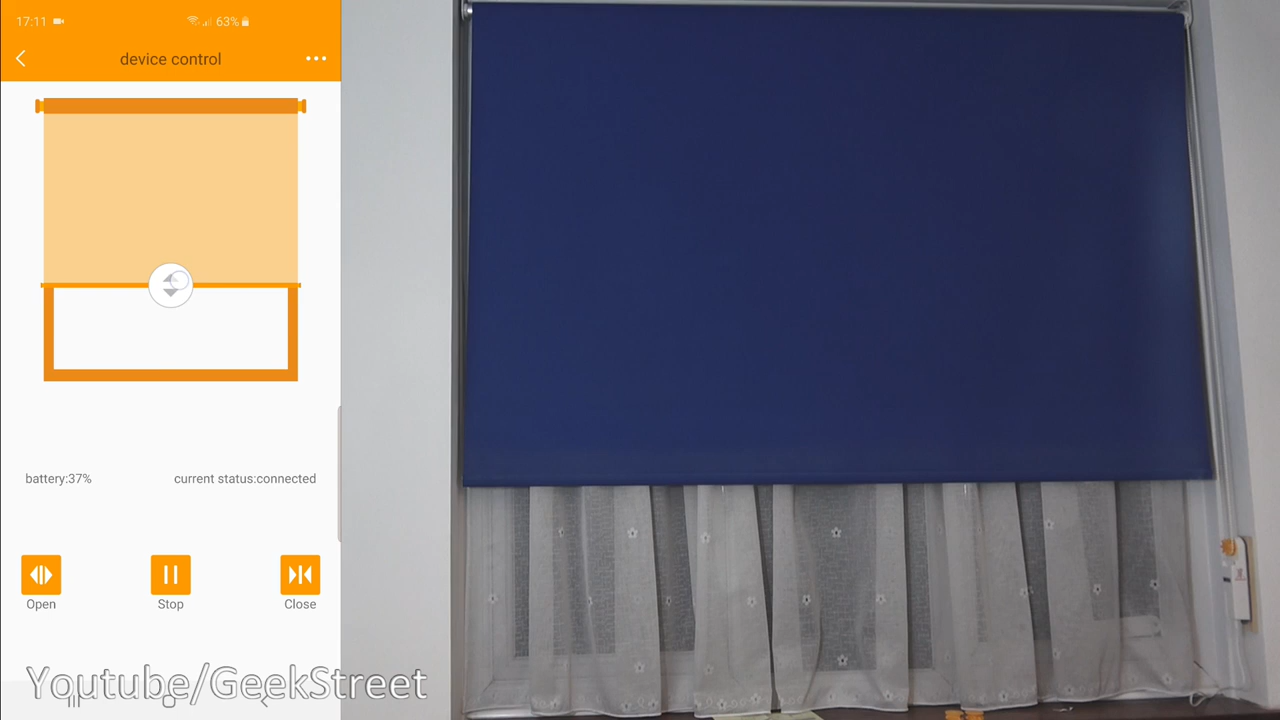 17:11 63%
device control
battery:37% current status:connected
Open Stop Close
Youtube/GeekStreet